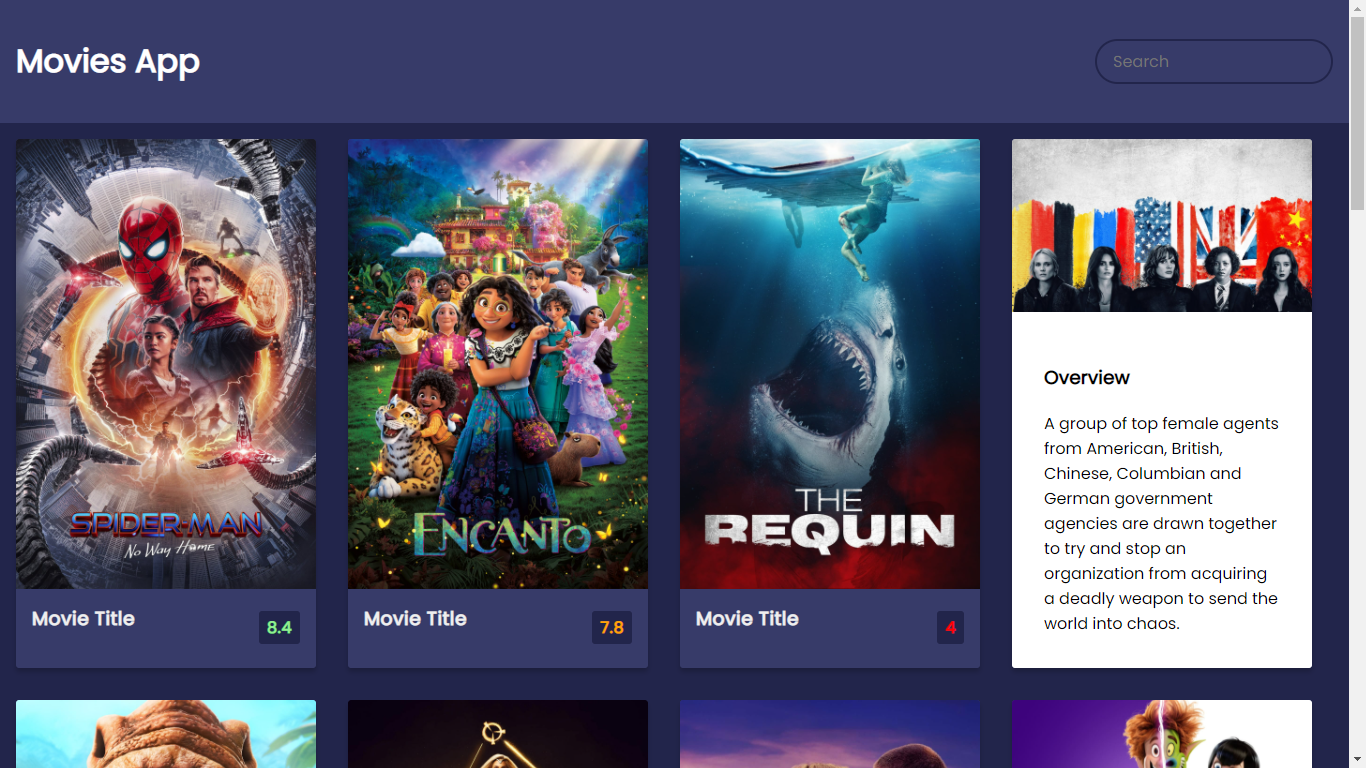 Movies App
Search
SPIDER-MAN
No Way Home
ENCANTO
THE
REQUIN
Movie Title
8.4
Movie Title
7.8
Movie Title
4
Overview
A group of top female agents
from American, British,
Chinese, Columbian and
German government
agencies are drawn together
to try and stop an
organization from acquiring
a deadly weapon to send the
world into chaos.